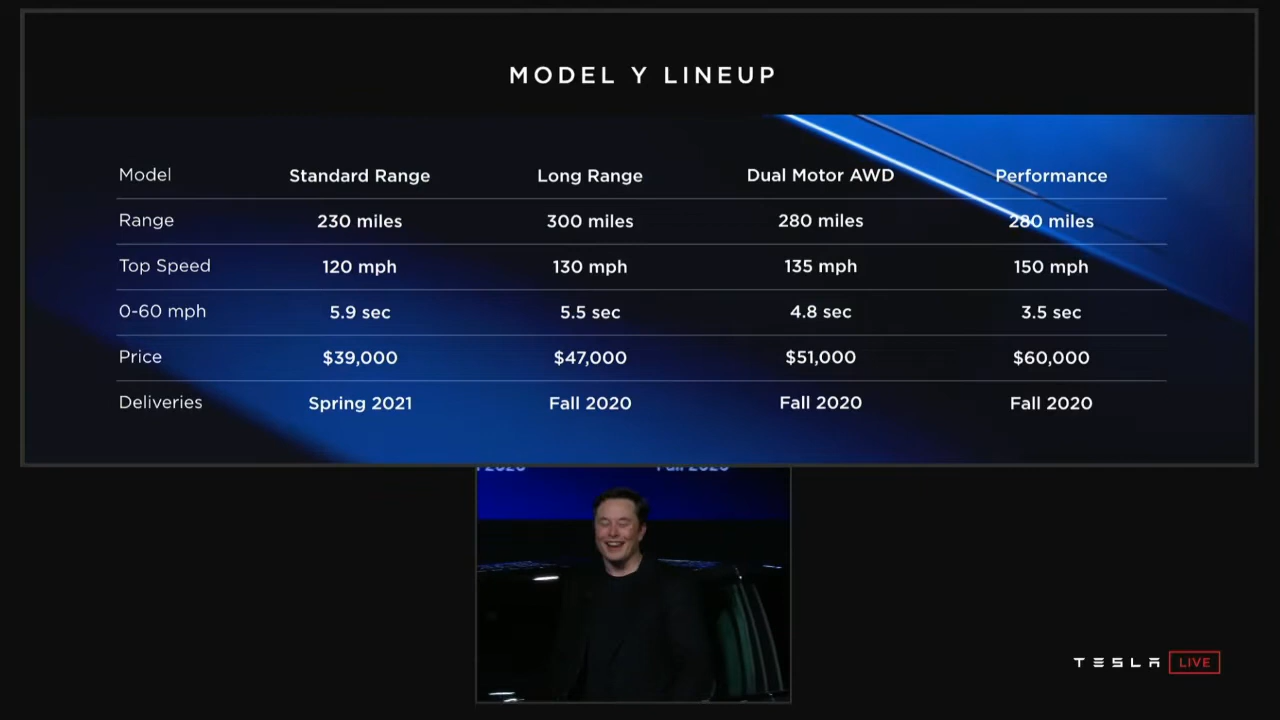 MODEL Y LINEUP
Model Standard Range Long Range Dual Motor AWD Performance
Range 230 miles 300 miles 280 miles 280 miles
Top Speed 120 mph 130 mph 135 mph 150 mph
0-60 mph 5.9 sec 5.5 sec 4.8 sec 3.5 sec
Price $39,000 $47,000 $51,000 $60,000
Deliveries Spring 2021 Fall 2020 Fall 2020 Fall 2020
2020 Fall 2020
TESLA LIVE